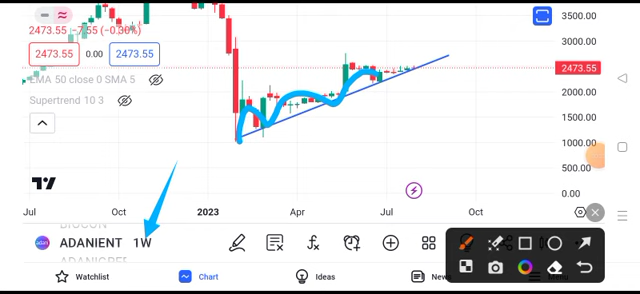 3500.00
2473.55 −7.55 (−0.30%)
3000.00
2473.55 0.00 2473.55
2473.55
EMA 50 close 0 SMA 5
2000.00
Supertrend 10 3
1500.00
1000.00
500.00
0.00
Jul Oct 2023 Apr Jul Oct
ADANIENT 1W
Watchlist Chart Ideas News Menu